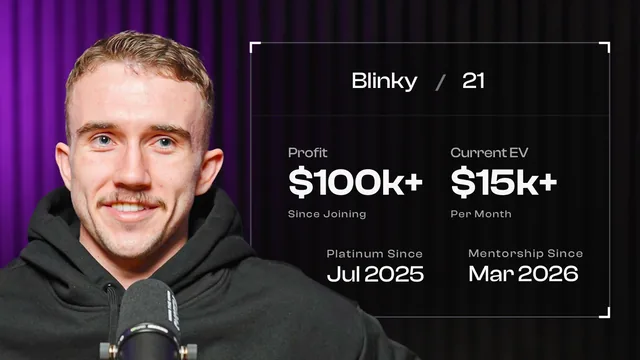 Blinky / 21
Profit
$100k+
Since Joining
Current EV
$15k+
Per Month
Platinum Since
Jul 2025
Mentorship Since
Mar 2026